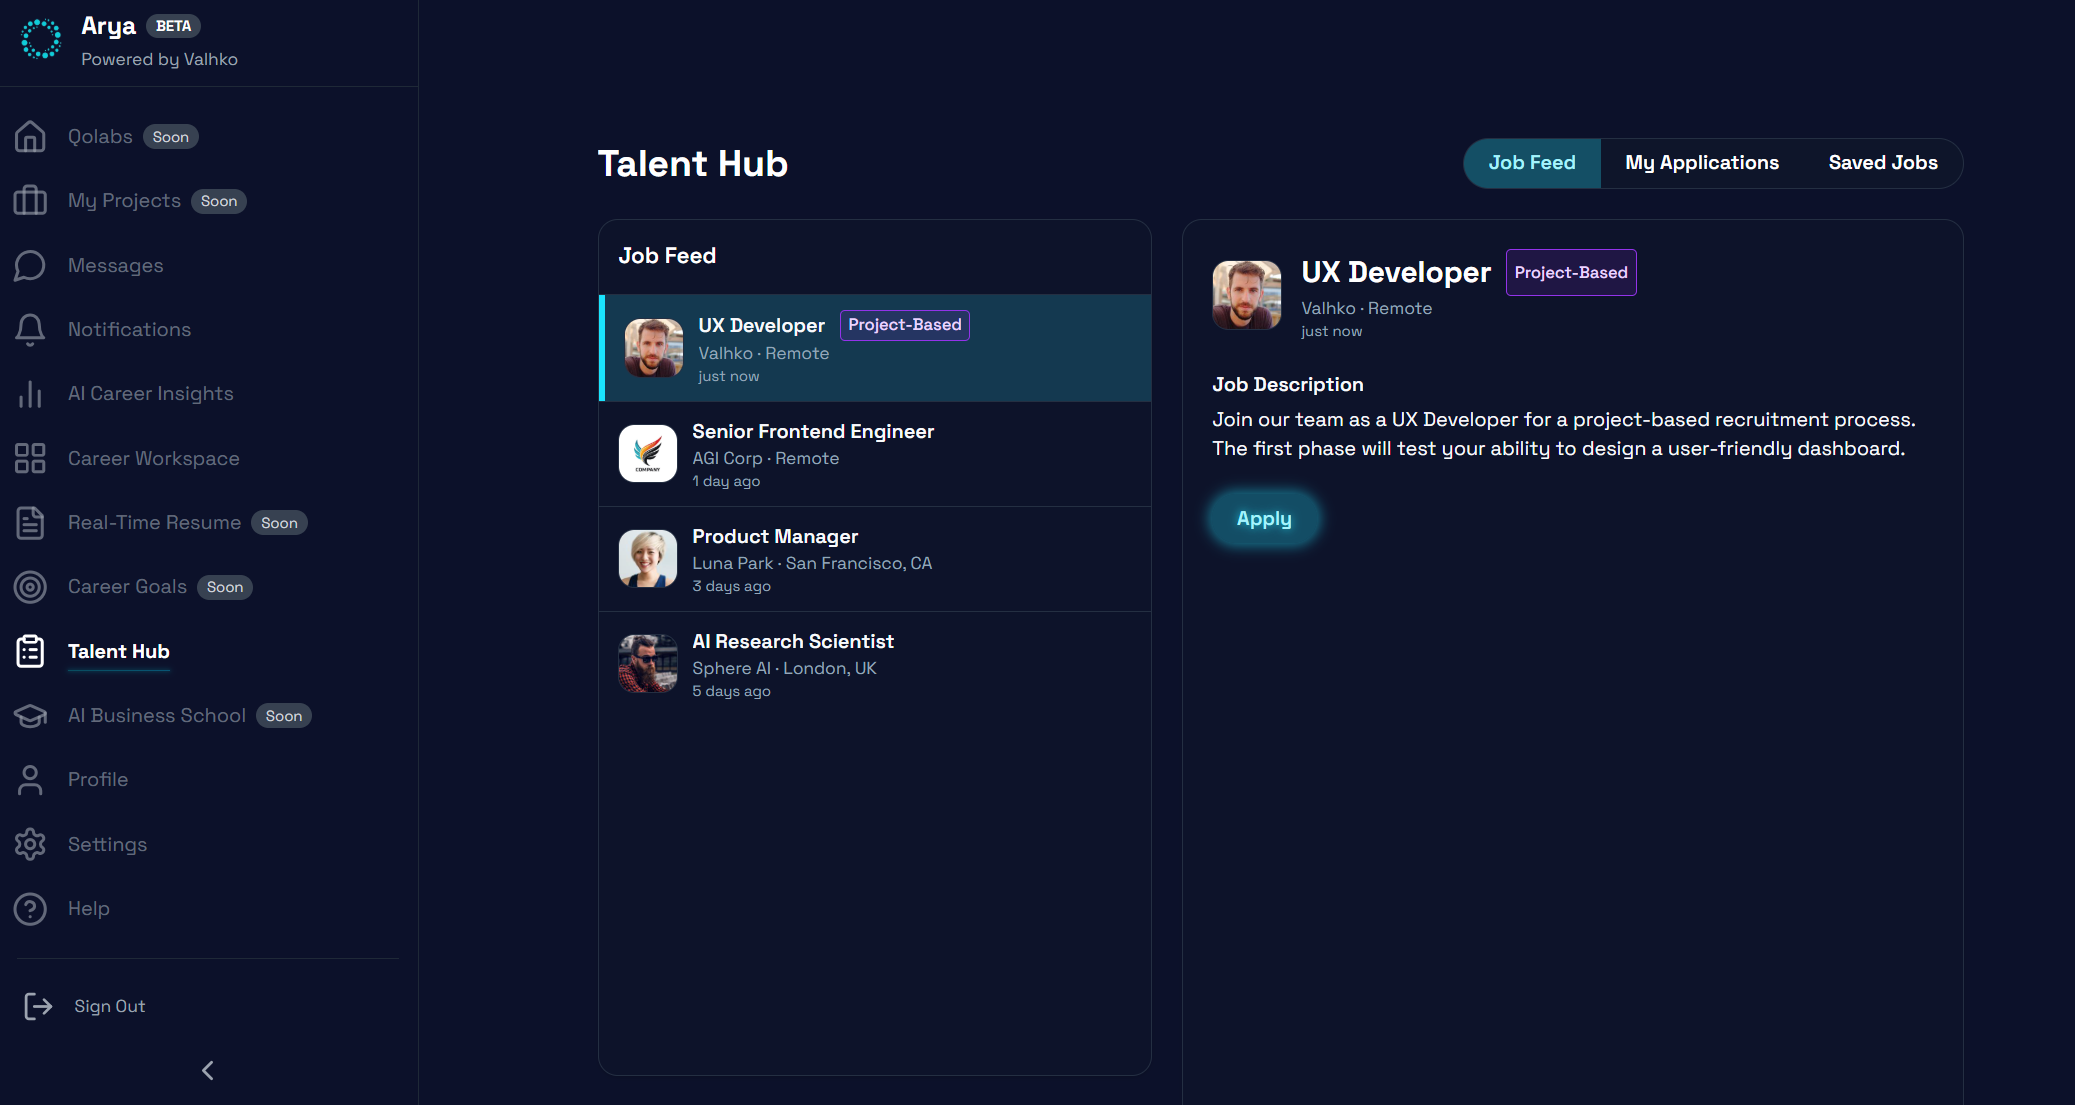 Arya BETA
Powered by Valhko
Qolabs Soon
My Projects Soon
Messages
Notifications
AI Career Insights
Career Workspace
Real-Time Resume Soon
Career Goals Soon
Talent Hub
AI Business School Soon
Profile
Settings
Help
Sign Out
Talent Hub
Job Feed My Applications Saved Jobs
Job Feed
UX Developer Project-Based
Valhko · Remote
just now
COMPANY
Senior Frontend Engineer
AGI Corp · Remote
1 day ago
Product Manager
Luna Park · San Francisco, CA
3 days ago
AI Research Scientist
Sphere AI · London, UK
5 days ago
UX Developer Project-Based
Valhko · Remote
just now
Job Description
Join our team as a UX Developer for a project-based recruitment process.
The first phase will test your ability to design a user-friendly dashboard.
Apply